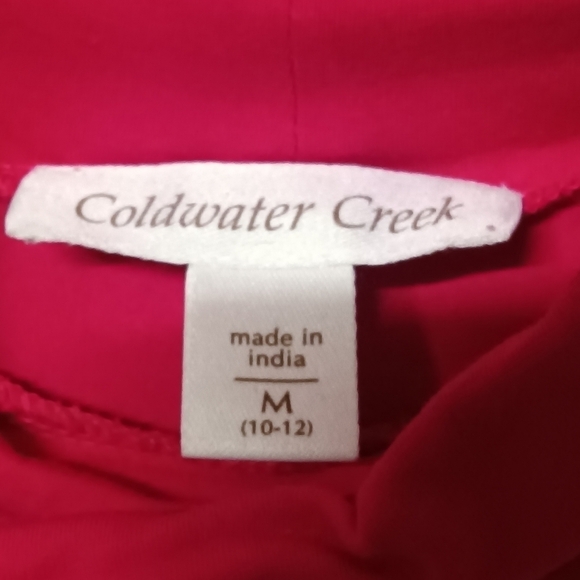 Coldwater Creek
made in
india
M
(10-12)